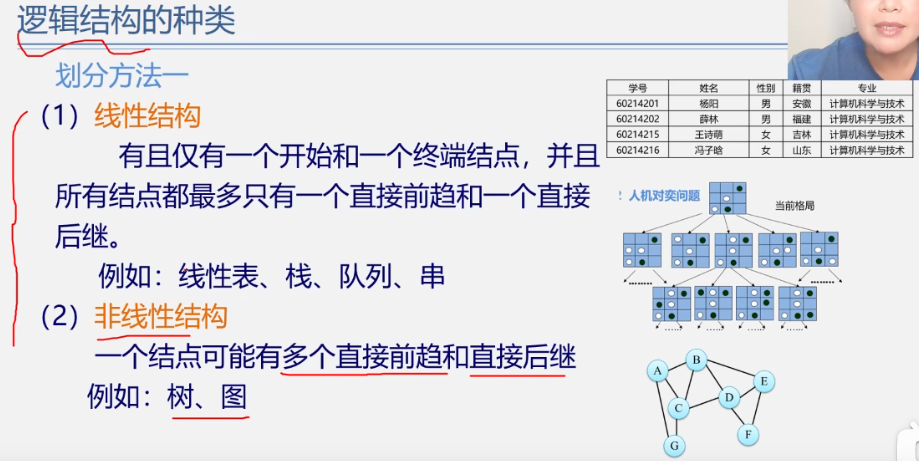 逻辑结构的种类
划分方法一
（1）线性结构
有且仅有一个开始和一个终端结点，并且
所有结点都最多只有一个直接前趋和一个直接
后继。
例如：线性表、栈、队列、串
（2）非线性结构
一个结点可能有多个直接前趋和直接后继
例如：树、图
学号 姓名 性别 籍贯 专业
60214201 杨阳 男 安徽 计算机科学与技术
60214202 薛林 男 福建 计算机科学与技术
60214215 王诗萌 女 吉林 计算机科学与技术
60214216 冯子晗 女 山东 计算机科学与技术
人机对奕问题
当前格局
........ ........
...... ...... ...... ......
A
B
E
C
D
F
G